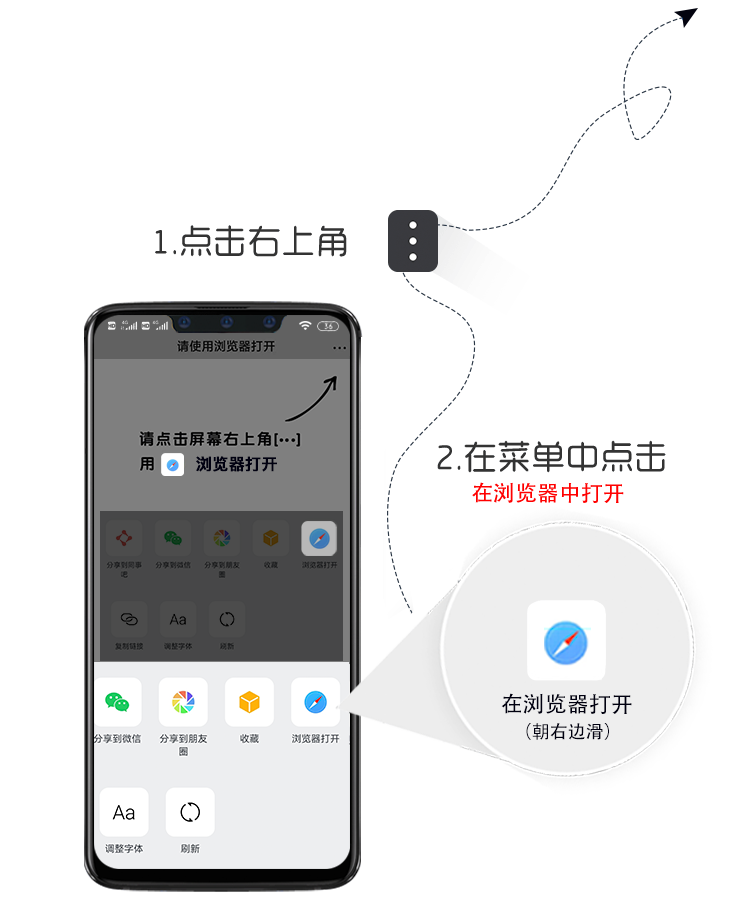 1.点击右上角
4G 4G 36
请使用浏览器打开 ...
请点击屏幕右上角[•••]
用 浏览器打开
2.在菜单中点击
在浏览器中打开
分享到同事吧
分享到微信
分享到朋友圈
收藏
浏览器打开
复制链接
Aa
调整字体
刷新
在浏览器打开
(朝右边滑)
分享到微信
分享到朋友圈
收藏
浏览器打开
Aa
调整字体
刷新